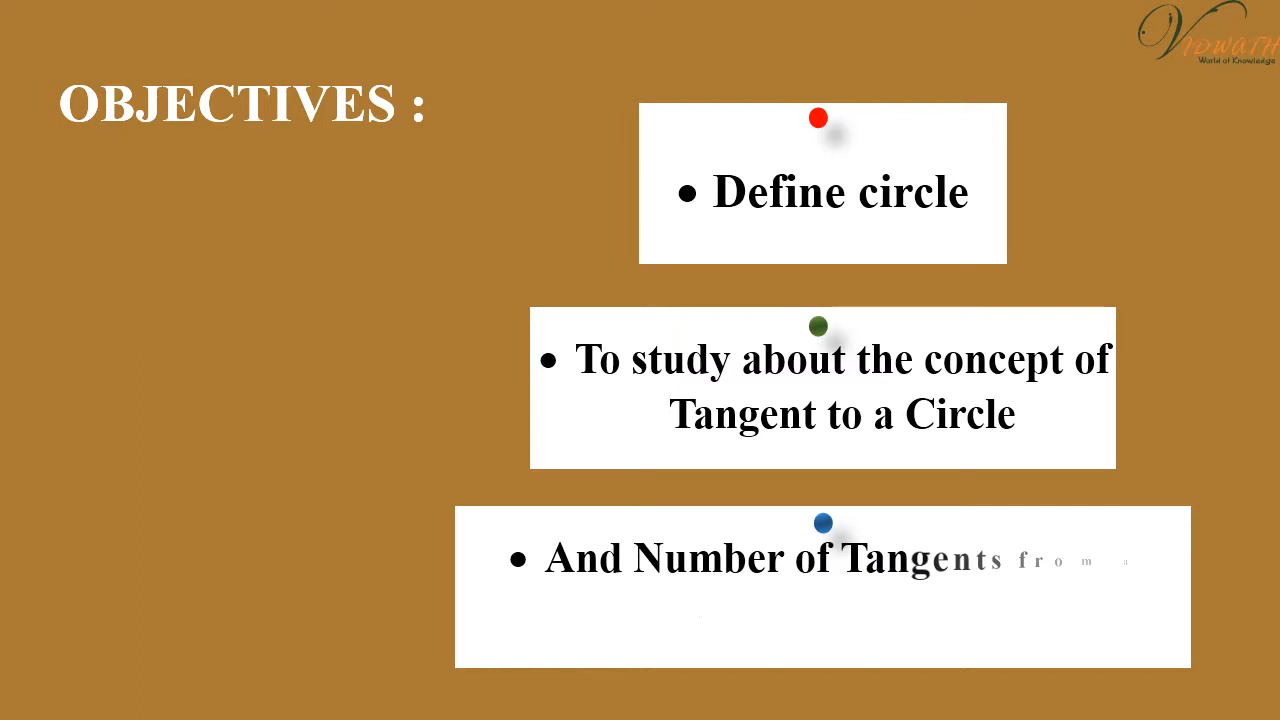 VIDWATH
World of Knowledge
OBJECTIVES :
• Define circle
• To study about the concept of
Tangent to a Circle
• And Number of Tangents from